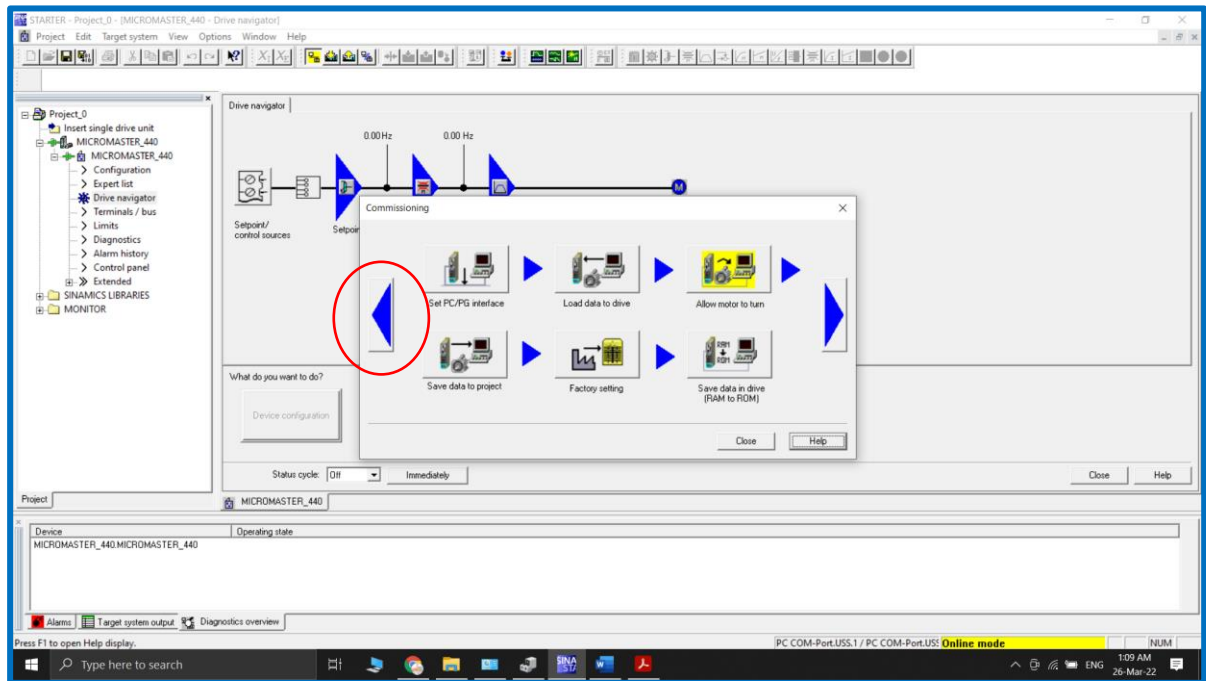 STARTER - Project_0 - [MICROMASTER_440 - Drive navigator]
Project Edit Target system View Options Window Help
Project_0
Insert single drive unit
MICROMASTER_440
MICROMASTER_440
Configuration
Expert list
Drive navigator
Terminals / bus
Limits
Diagnostics
Alarm history
Control panel
Extended
SINAMICS LIBRARIES
MONITOR
Project
Drive navigator
0.00 Hz 0.00 Hz
M
Setpoint/
control sources
Setpoin
Commissioning
Set PC/PG interface
Load data to drive
Allow motor to turn
Save data to project
Factory setting
RAM
ROM
Save data in drive
(RAM to ROM)
Close Help
What do you want to do?
Device configuration
Status cycle: Off Immediately
Close Help
MICROMASTER_440
Device Operating state
MICROMASTER_440.MICROMASTER_440
Alarms Target system output Diagnostics overview
Press F1 to open Help display.
PC COM-Port.USS.1 / PC COM-Port.USS Online mode NUM
Type here to search
SINA
ENG
1:09 AM
26-Mar-22